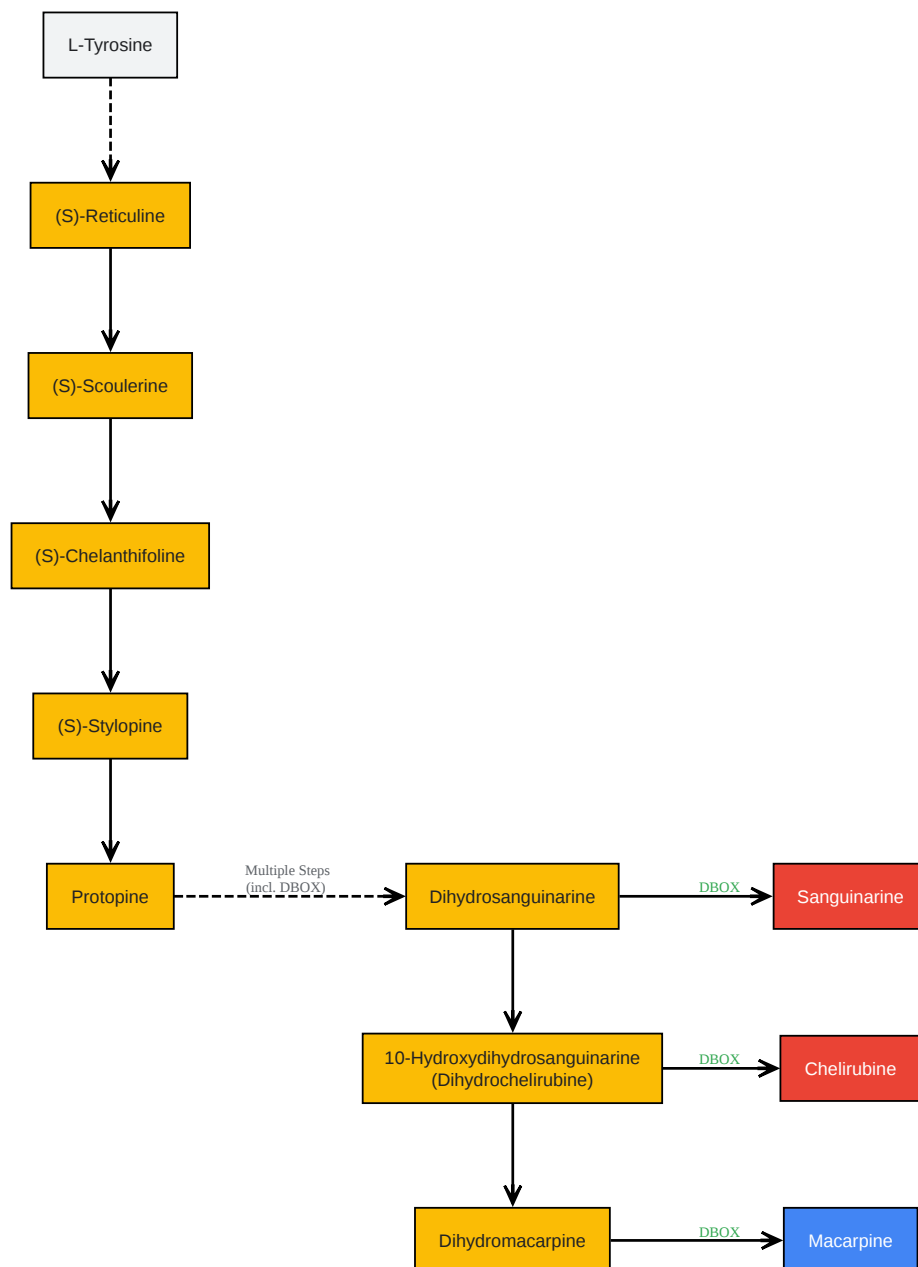 L-Tyrosine
(S)-Reticuline
(S)-Scoulerine
(S)-Chelanthifoline
(S)-Stylopine
Protopine
Multiple Steps
(incl. DBOX)
Dihydrosanguinarine
DBOX
Sanguinarine
10-Hydroxydihydrosanguinarine
(Dihydrochelirubine)
DBOX
Chelirubine
Dihydromacarpine
DBOX
Macarpine